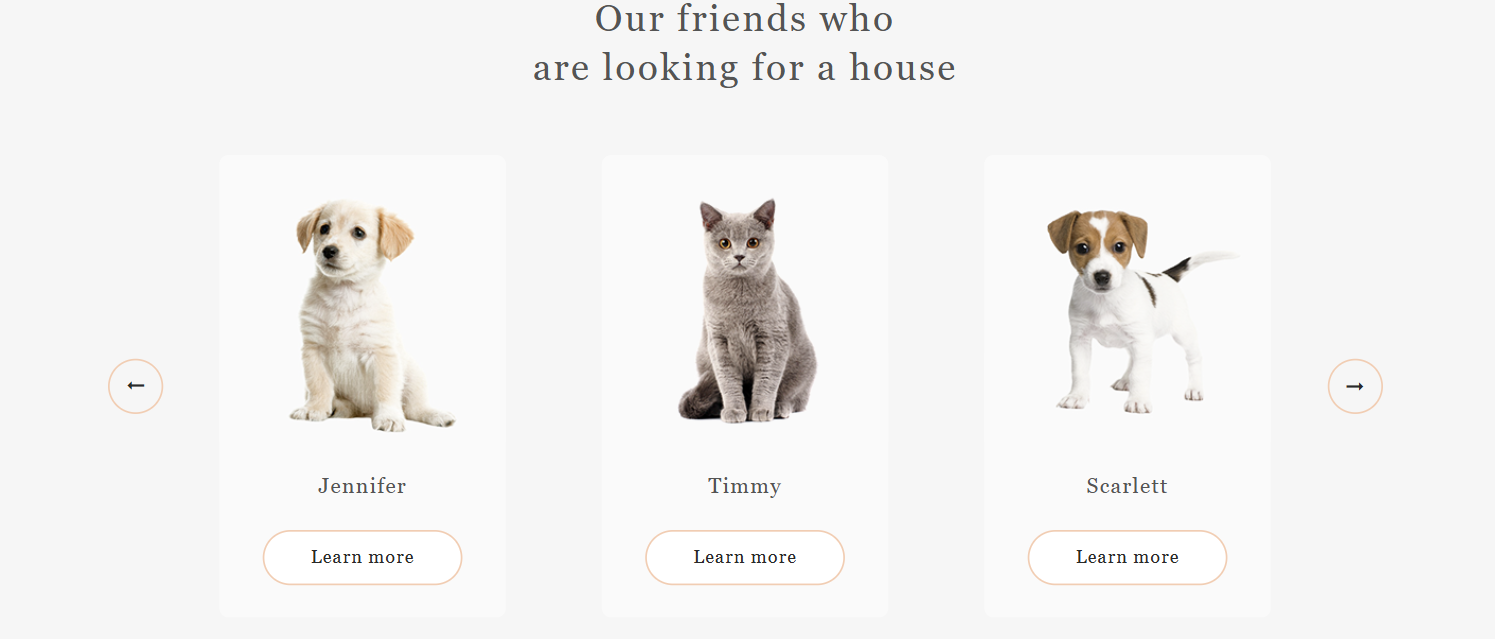 Our friends who
are looking for a house
Jennifer
Timmy
Scarlett
Learn more
Learn more
Learn more